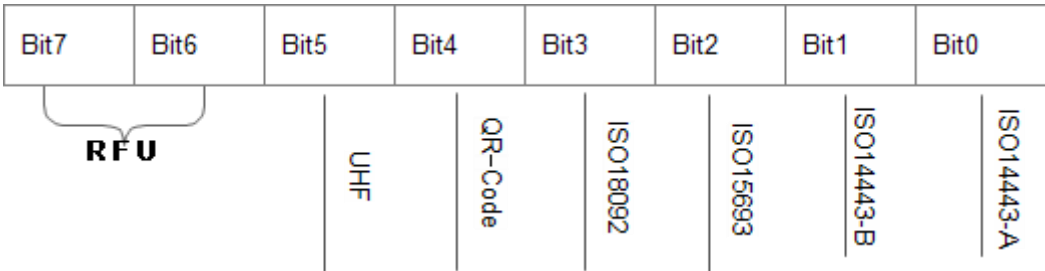 Bit7 Bit6 Bit5 Bit4 Bit3 Bit2 Bit1 Bit0
RFU
UHF
QR-Code
ISO18092
ISO15693
ISO14443-B
ISO14443-A